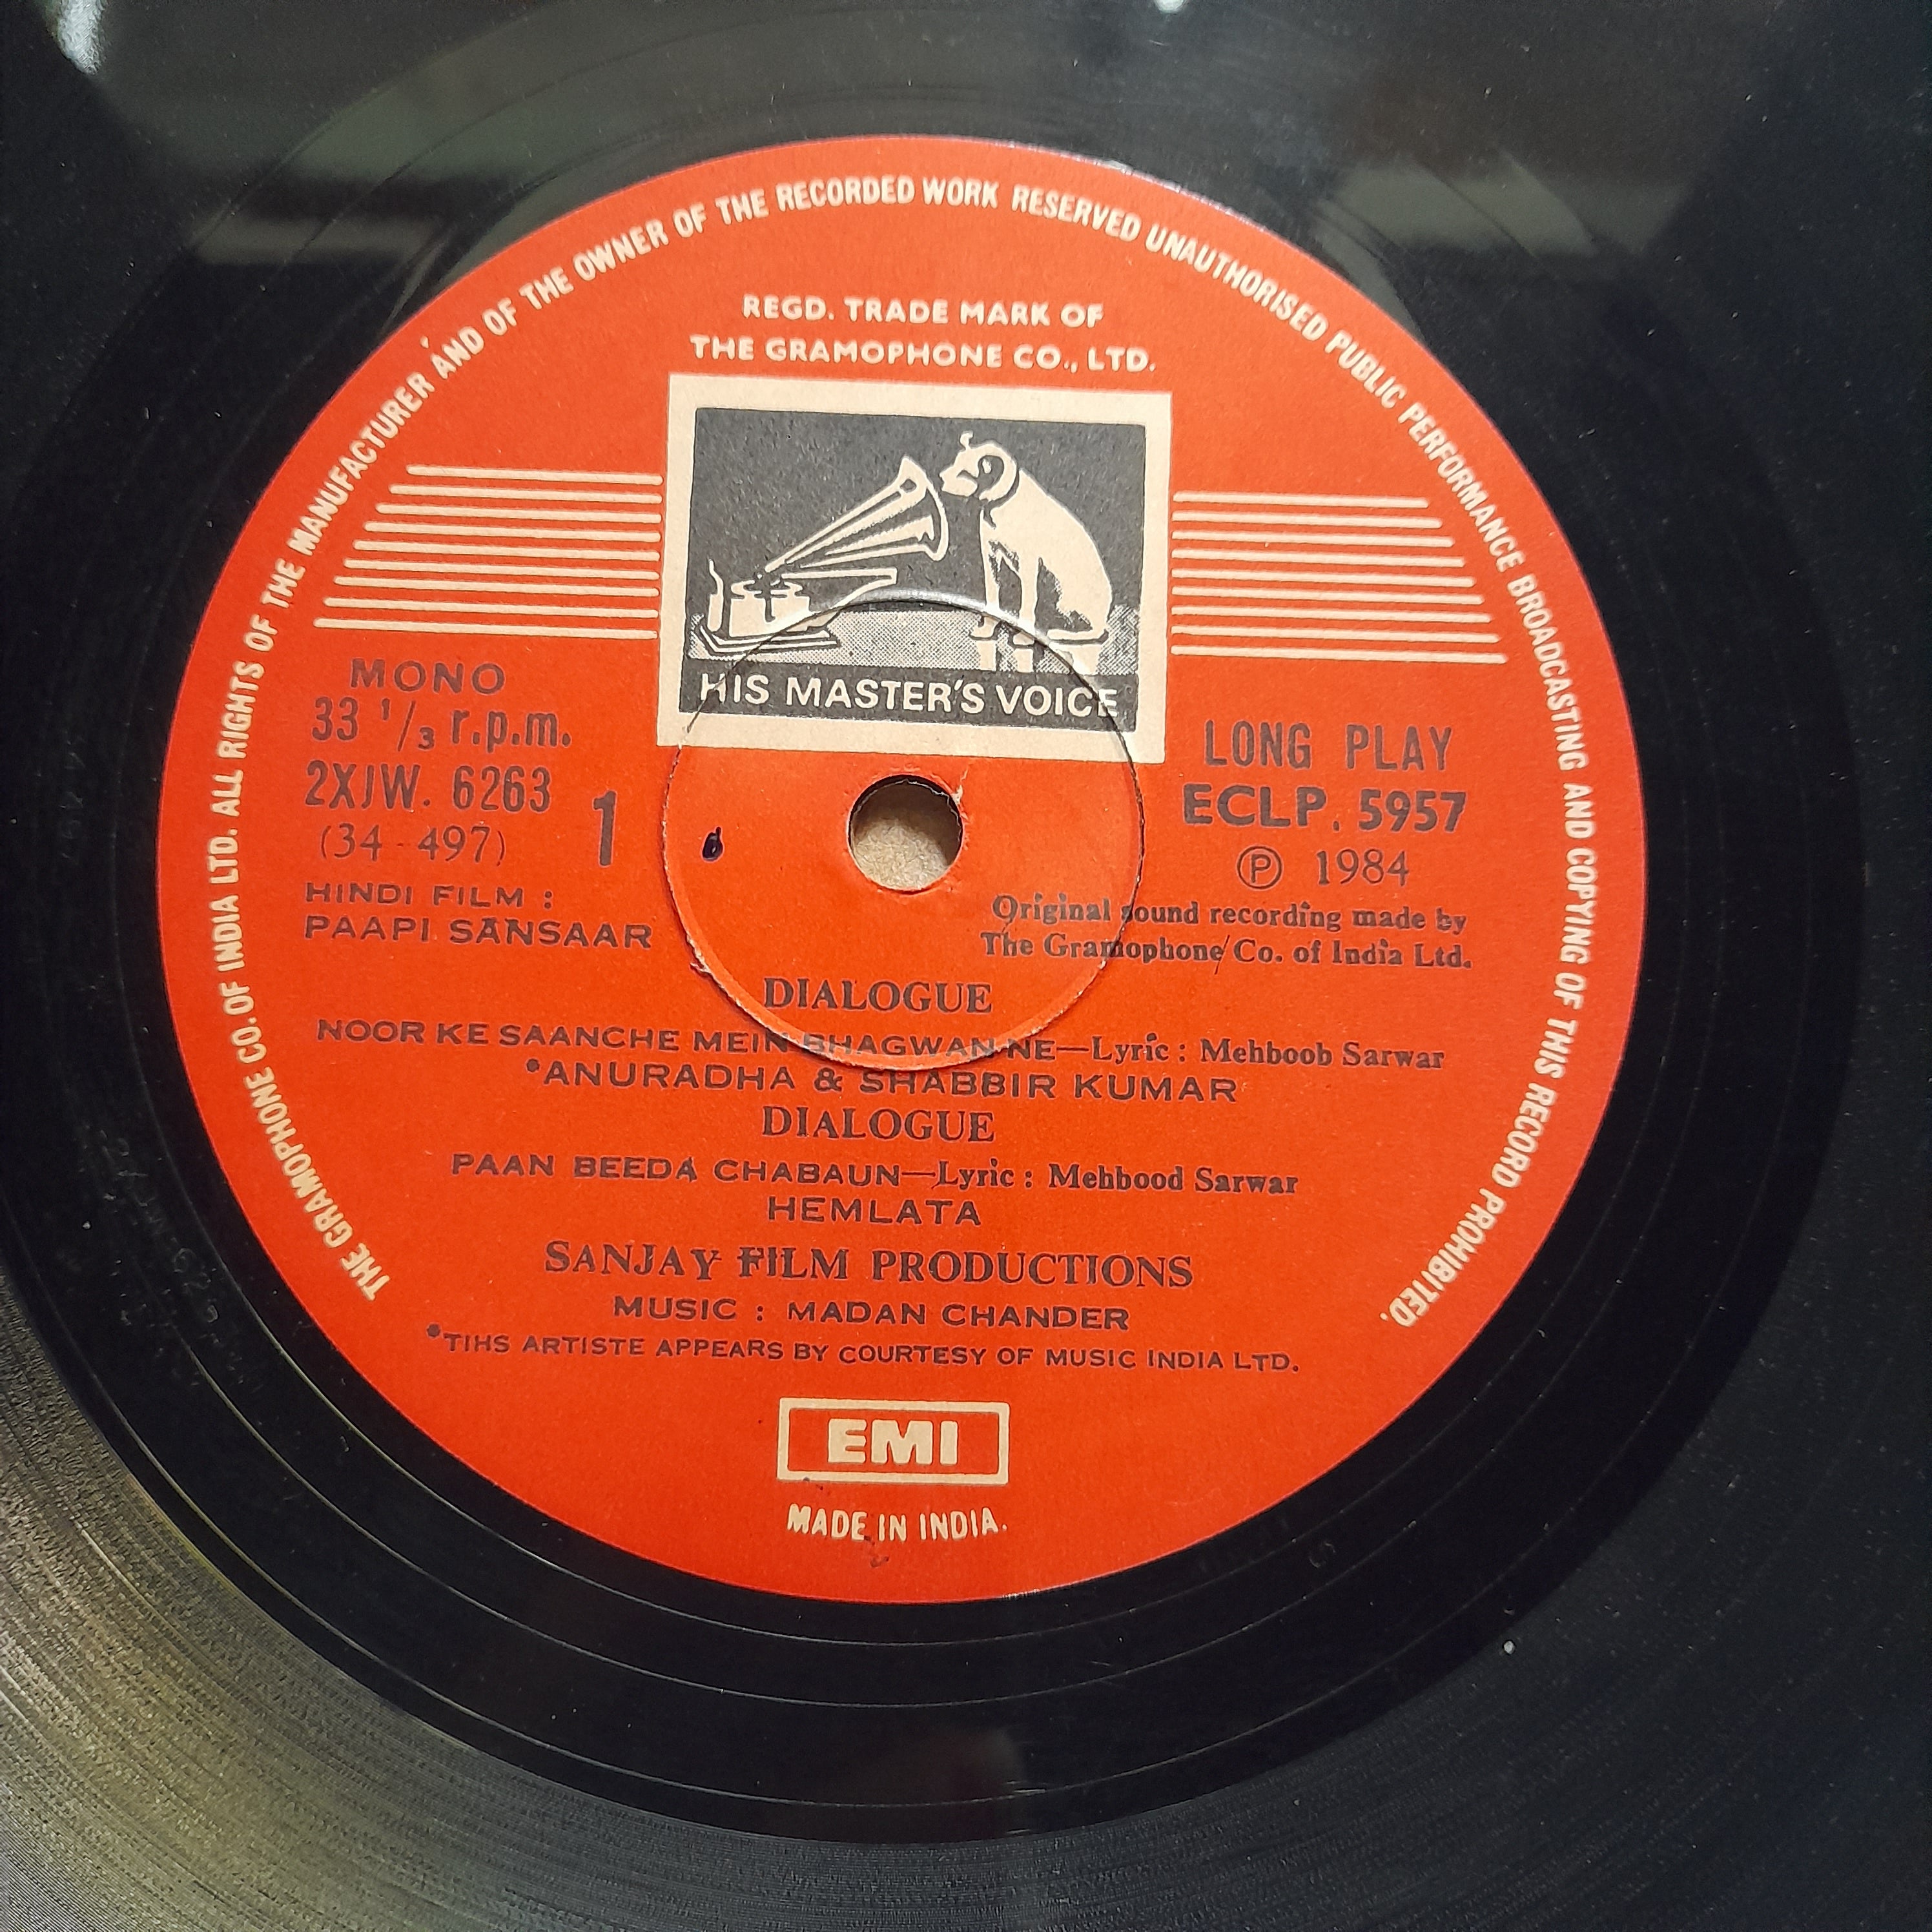 THE GRAMOPHONE CO. OF INDIA LTD. ALL RIGHTS OF THE MANUFACTURER AND OF THE OWNER OF THE RECORDED WORK RESERVED UNAUTHORISED PUBLIC PERFORMANCE BROADCASTING AND COPYING OF THIS RECORD PROHIBITED.
REGD. TRADE MARK OF
THE GRAMOPHONE CO., LTD.
HIS MASTER'S VOICE
MONO
33 1/3 r.p.m.
2XJW. 6263
(34-497)
1
HINDI FILM :
PAAPI SANSAAR
LONG PLAY
ECLP. 5957
Ⓟ 1984
Original sound recording made by
The Gramophone Co. of India Ltd.
DIALOGUE
NOOR KE SAANCHE MEIN BHAGWAN NE—Lyric : Mehboob Sarwar
*ANURADHA & SHABBIR KUMAR
DIALOGUE
PAAN BEEDA CHABAUN—Lyric : Mehbood Sarwar
HEMLATA
SANJAY FILM PRODUCTIONS
MUSIC : MADAN CHANDER
*TIHS ARTISTE APPEARS BY COURTESY OF MUSIC INDIA LTD.
EMI
MADE IN INDIA.